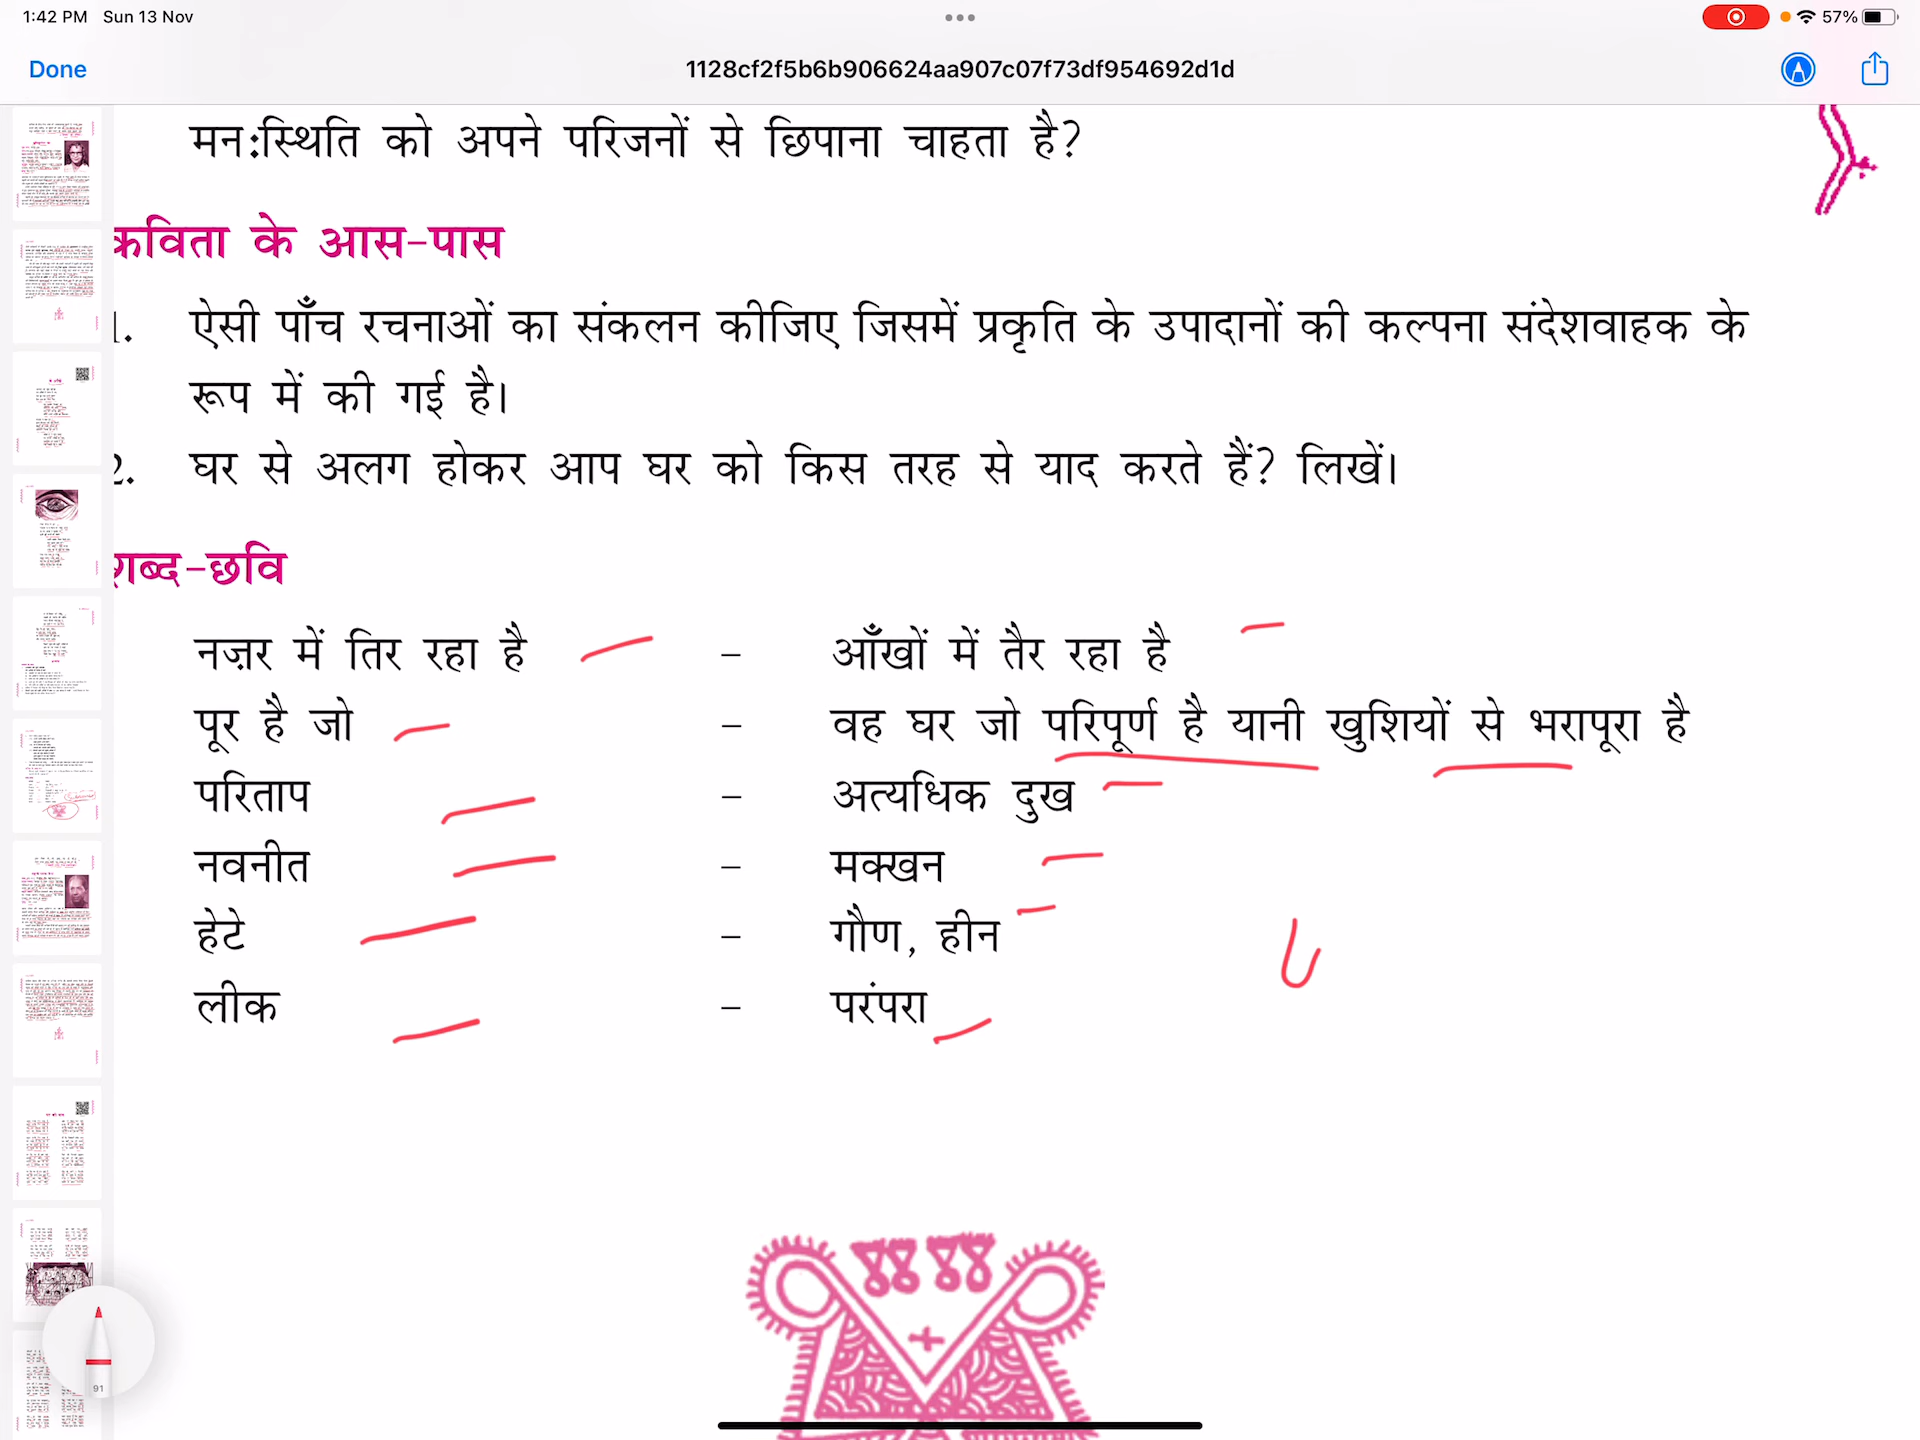 1:42 PM Sun 13 Nov
57%
Done
1128cf2f5b6b906624aa907c07f73df954692d1d
मन:स्थिति को अपने परिजनों से छिपाना चाहता है?
कविता के आस-पास
1. ऐसी पाँच रचनाओं का संकलन कीजिए जिसमें प्रकृति के उपादानों की कल्पना संदेशवाहक के
रूप में की गई है।
2. घर से अलग होकर आप घर को किस तरह से याद करते हैं? लिखें।
शब्द-छवि
नज़र में तिर रहा है – आँखों में तैर रहा है
पूर है जो – वह घर जो परिपूर्ण है यानी खुशियों से भरापूरा है
परिताप – अत्यधिक दुख
नवनीत – मक्खन
हेटे – गौण, हीन
लीक – परंपरा
91